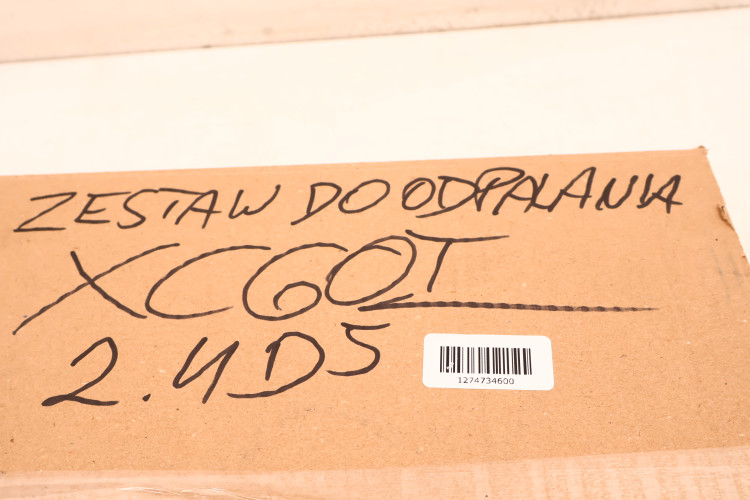 ZESTAW DO ODPALANIA
XC60T
2.4D5
1274734600